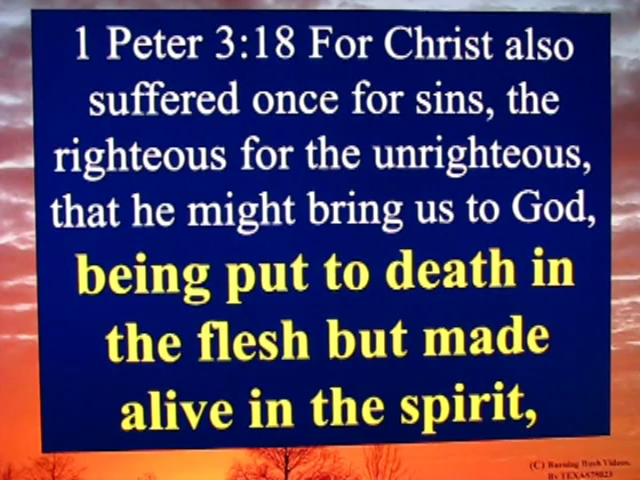 1 Peter 3:18 For Christ also
suffered once for sins, the
righteous for the unrighteous,
that he might bring us to God,
being put to death in
the flesh but made
alive in the spirit,
(C) Burning Bush Videos.
By TEXAS79023